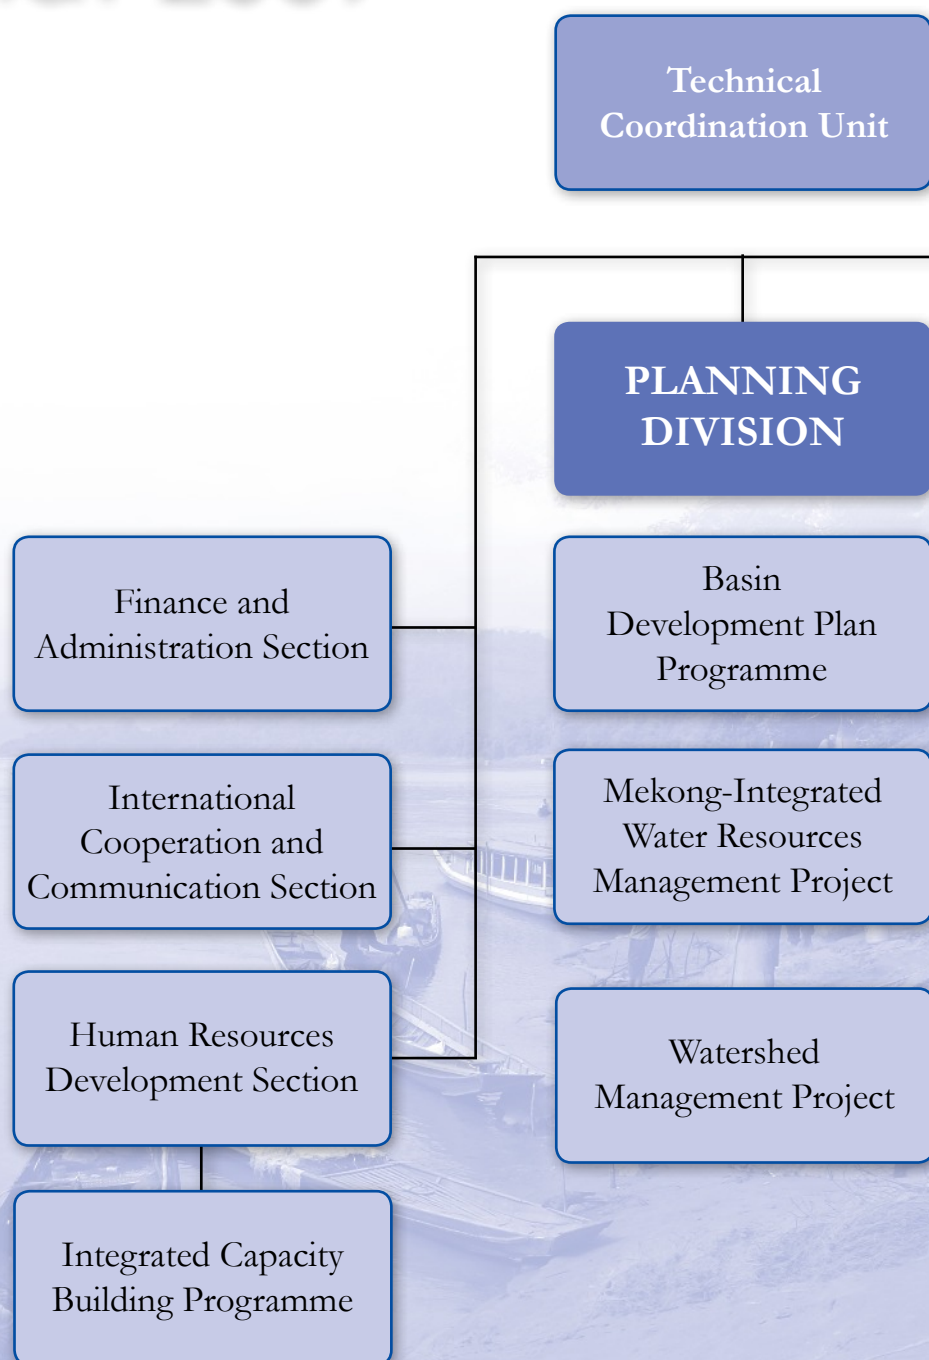 Technical
Coordination Unit
PLANNING
DIVISION
Finance and
Administration Section
Basin
Development Plan
Programme
International
Cooperation and
Communication Section
Mekong-Integrated
Water Resources
Management Project
Human Resources
Development Section
Watershed
Management Project
Integrated Capacity
Building Programme